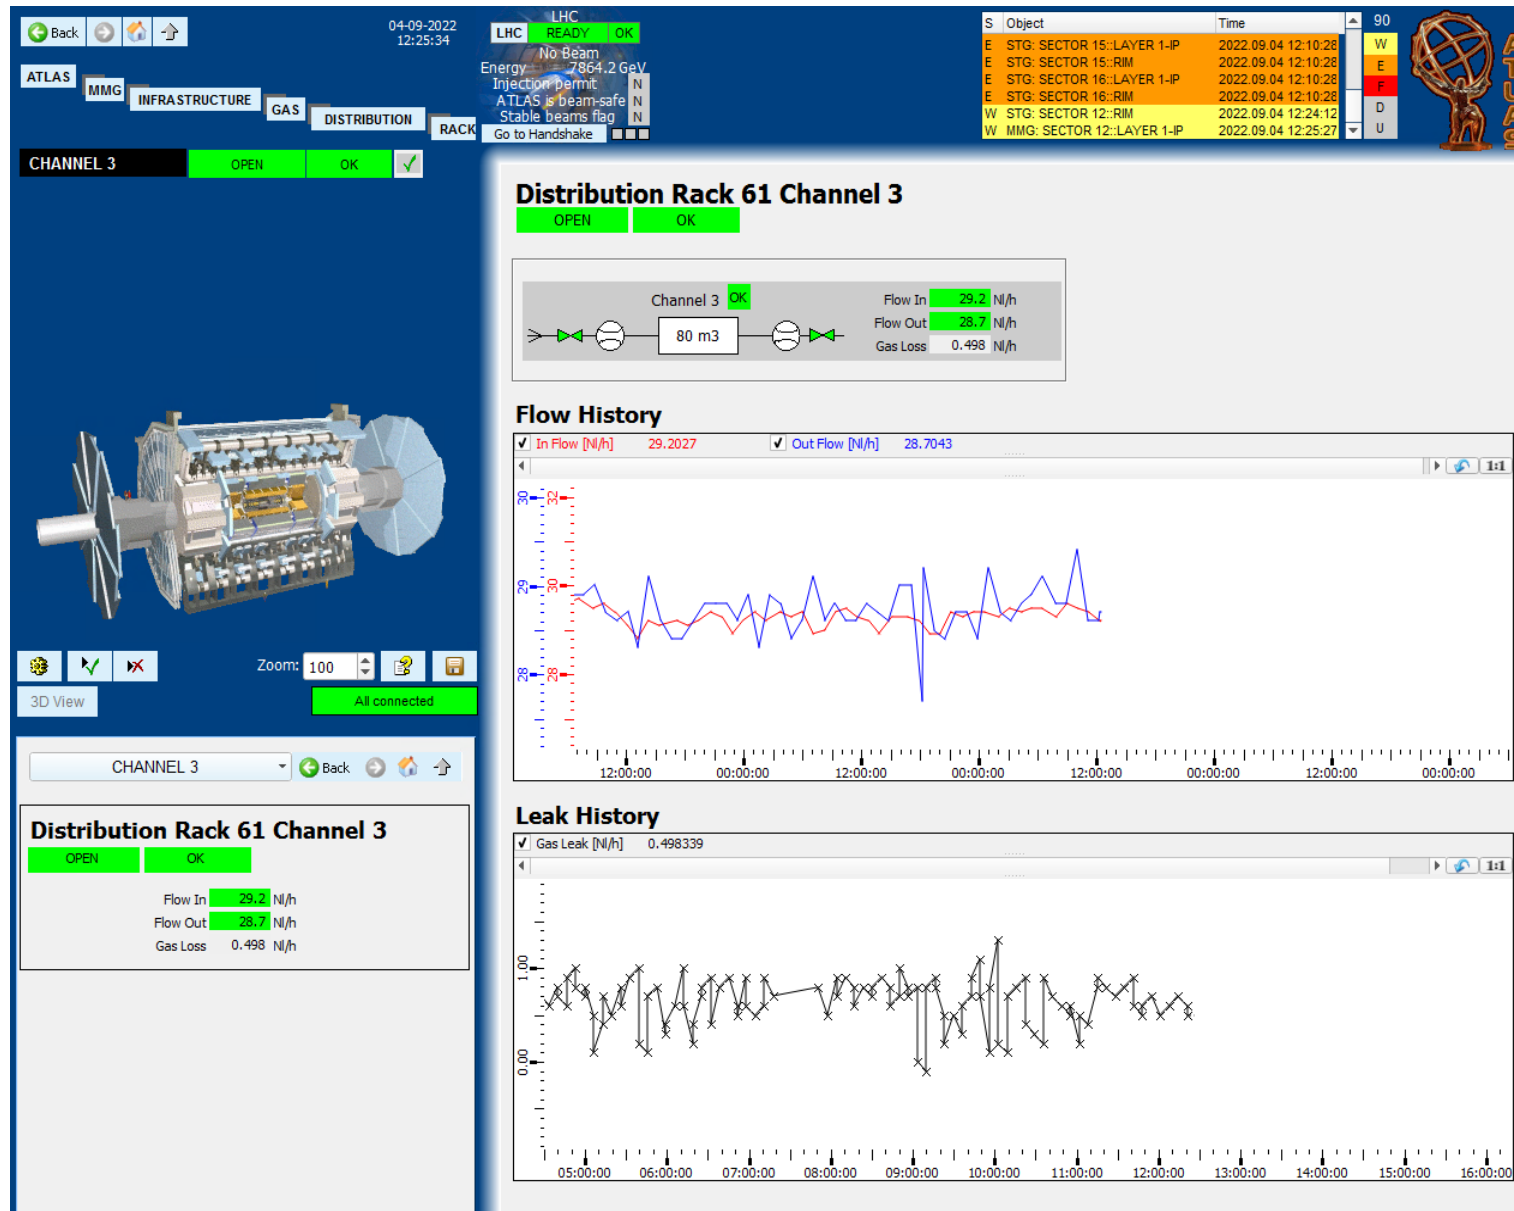 Back
04-09-2022
12:25:34
LHC
LHC READY OK
No Beam
Energy 7864.2 GeV
Injection permit N
ATLAS is beam-safe N
Stable beams flag N
Go to Handshake
S Object Time
E STG: SECTOR 15::LAYER 1-IP 2022.09.04 12:10:28
E STG: SECTOR 15::RIM 2022.09.04 12:10:28
E STG: SECTOR 16::LAYER 1-IP 2022.09.04 12:10:28
E STG: SECTOR 16::RIM 2022.09.04 12:10:28
W STG: SECTOR 12::RIM 2022.09.04 12:24:12
W MMG: SECTOR 12::LAYER 1-IP 2022.09.04 12:25:27
90
W
E
F
D
U
ATLAS
MMG
INFRASTRUCTURE
GAS
DISTRIBUTION
RACK
CHANNEL 3 OPEN OK
Zoom: 100
3D View
All connected
CHANNEL 3 Back
Distribution Rack 61 Channel 3
OPEN OK
Flow In 29.2 Nl/h
Flow Out 28.7 Nl/h
Gas Loss 0.498 Nl/h
Distribution Rack 61 Channel 3
OPEN OK
Channel 3 OK
80 m3
Flow In 29.2 Nl/h
Flow Out 28.7 Nl/h
Gas Loss 0.498 Nl/h
Flow History
In Flow [Nl/h] 29.2027 Out Flow [Nl/h] 28.7043
1:1
30 32
29 30
28 28
12:00:00 00:00:00 12:00:00 00:00:00 12:00:00 00:00:00 12:00:00 00:00:00
Leak History
Gas Leak [Nl/h] 0.498339
1:1
1.00
0.00
05:00:00 06:00:00 07:00:00 08:00:00 09:00:00 10:00:00 11:00:00 12:00:00 13:00:00 14:00:00 15:00:00 16:00:00